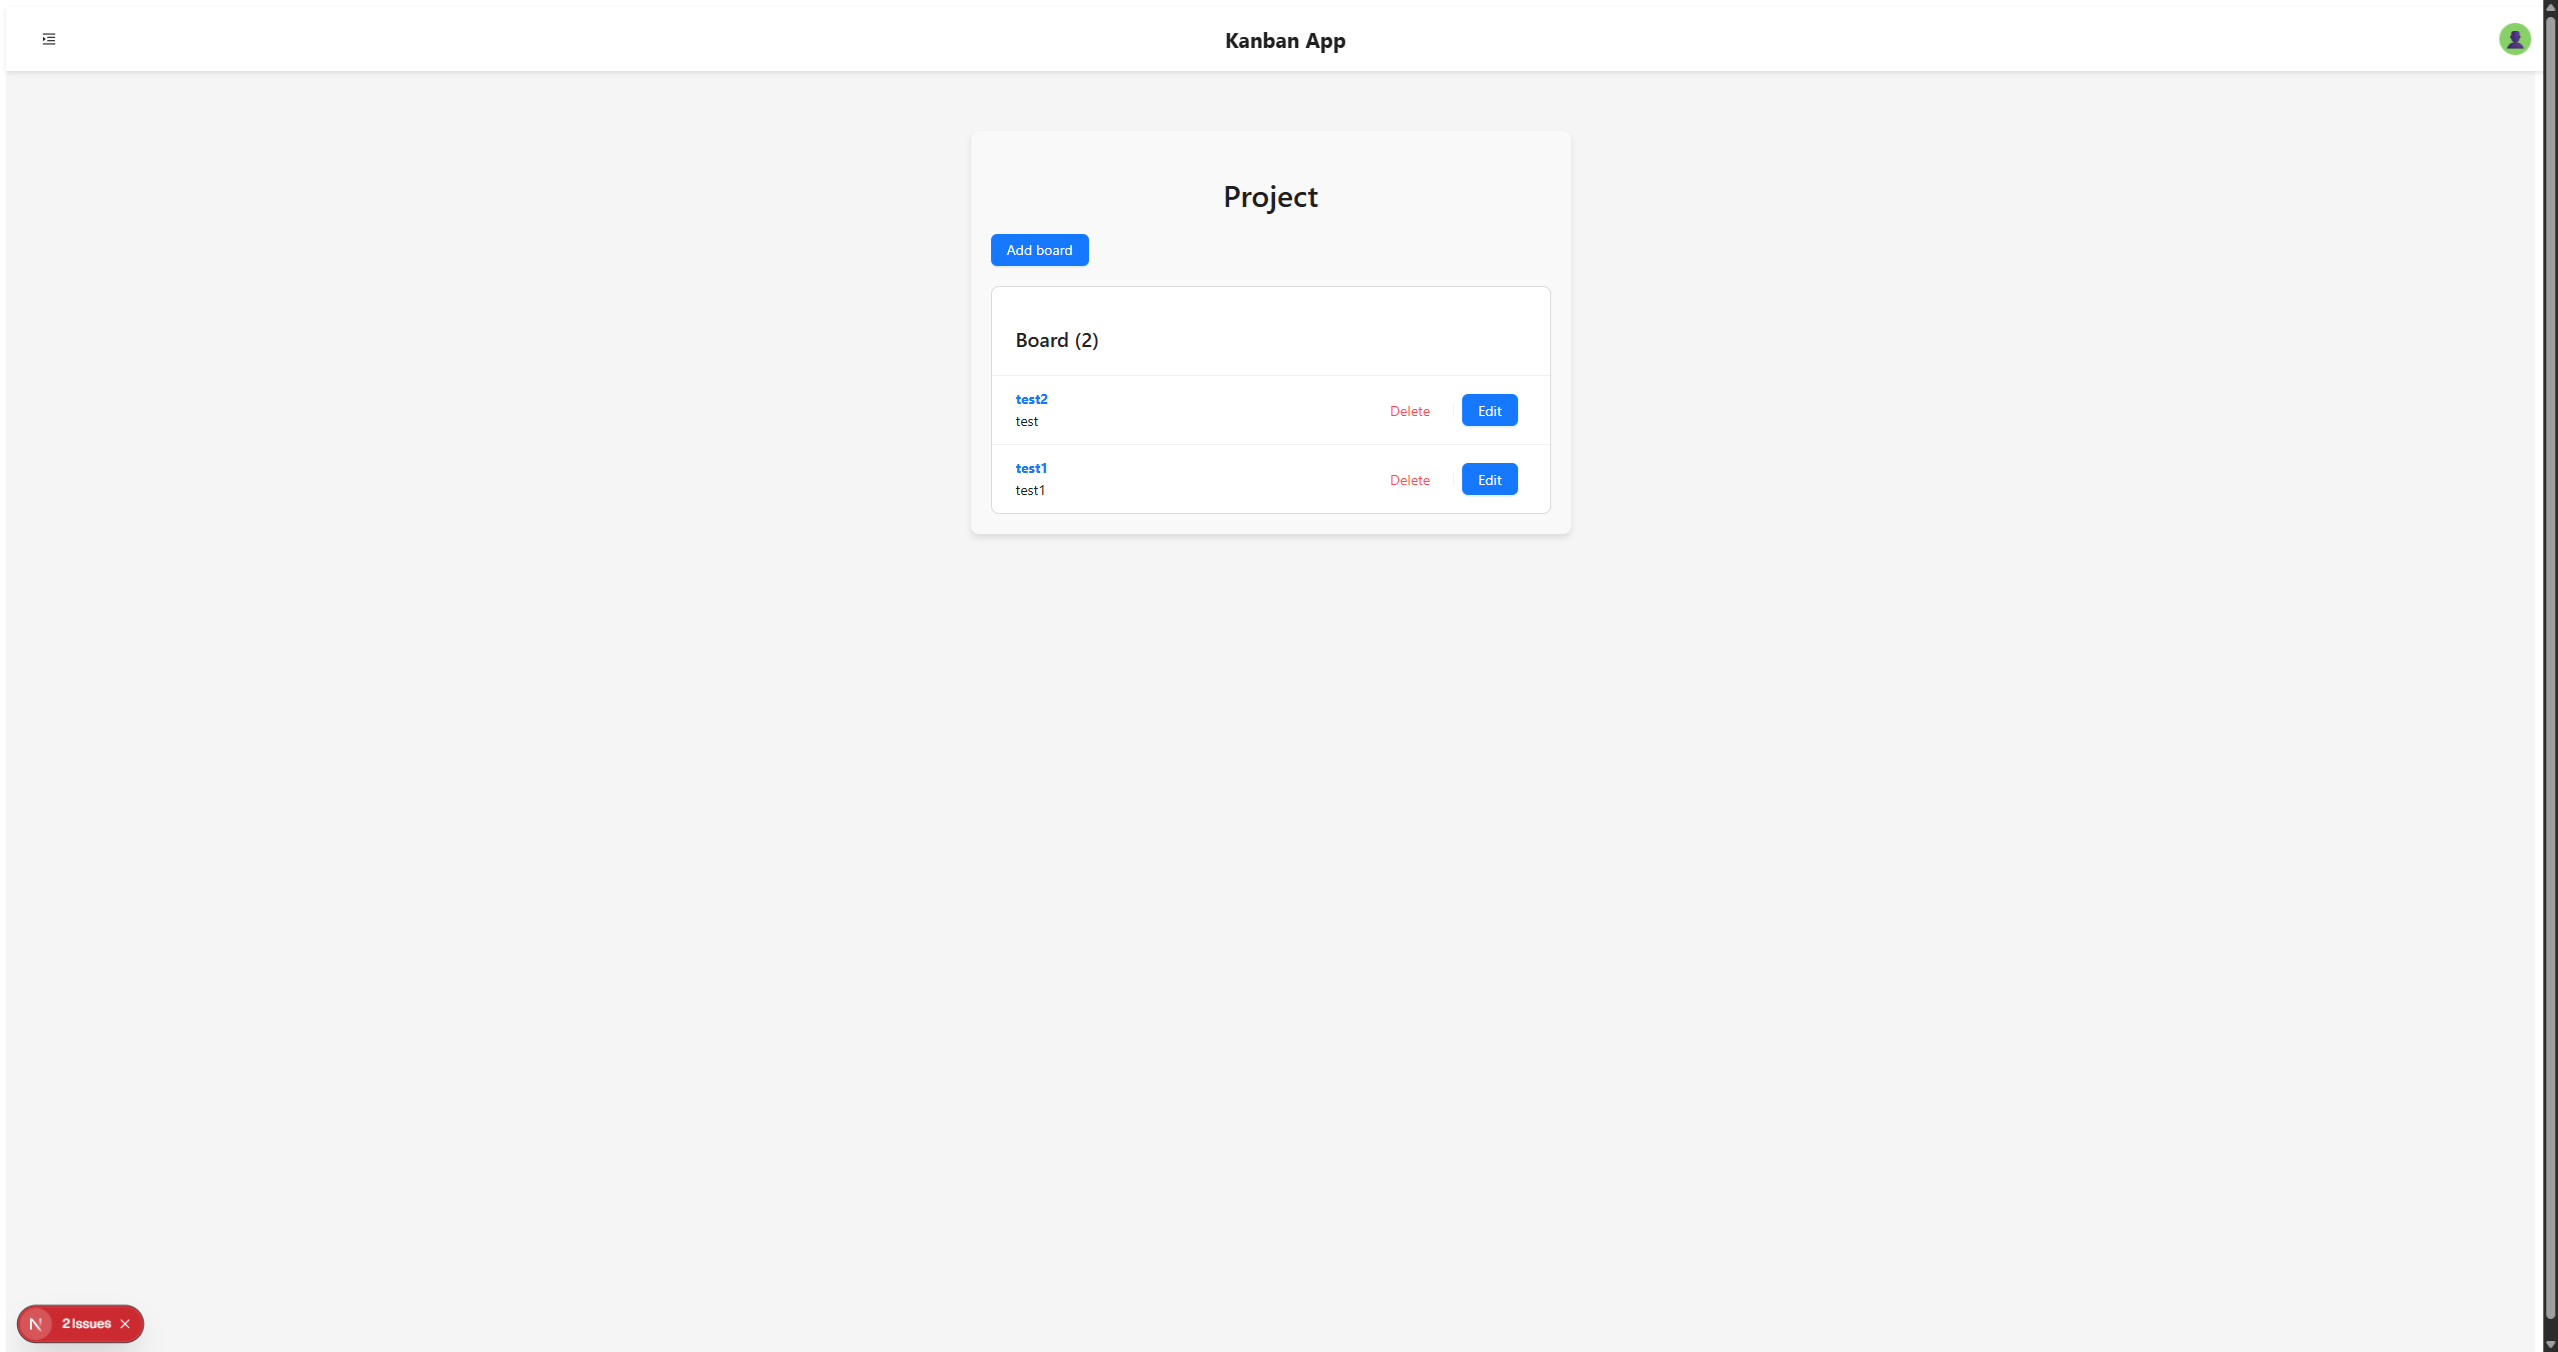 Kanban App
Project
Add board
Board (2)
test2
test
Delete
Edit
test1
test1
Delete
Edit
N 2 Issues